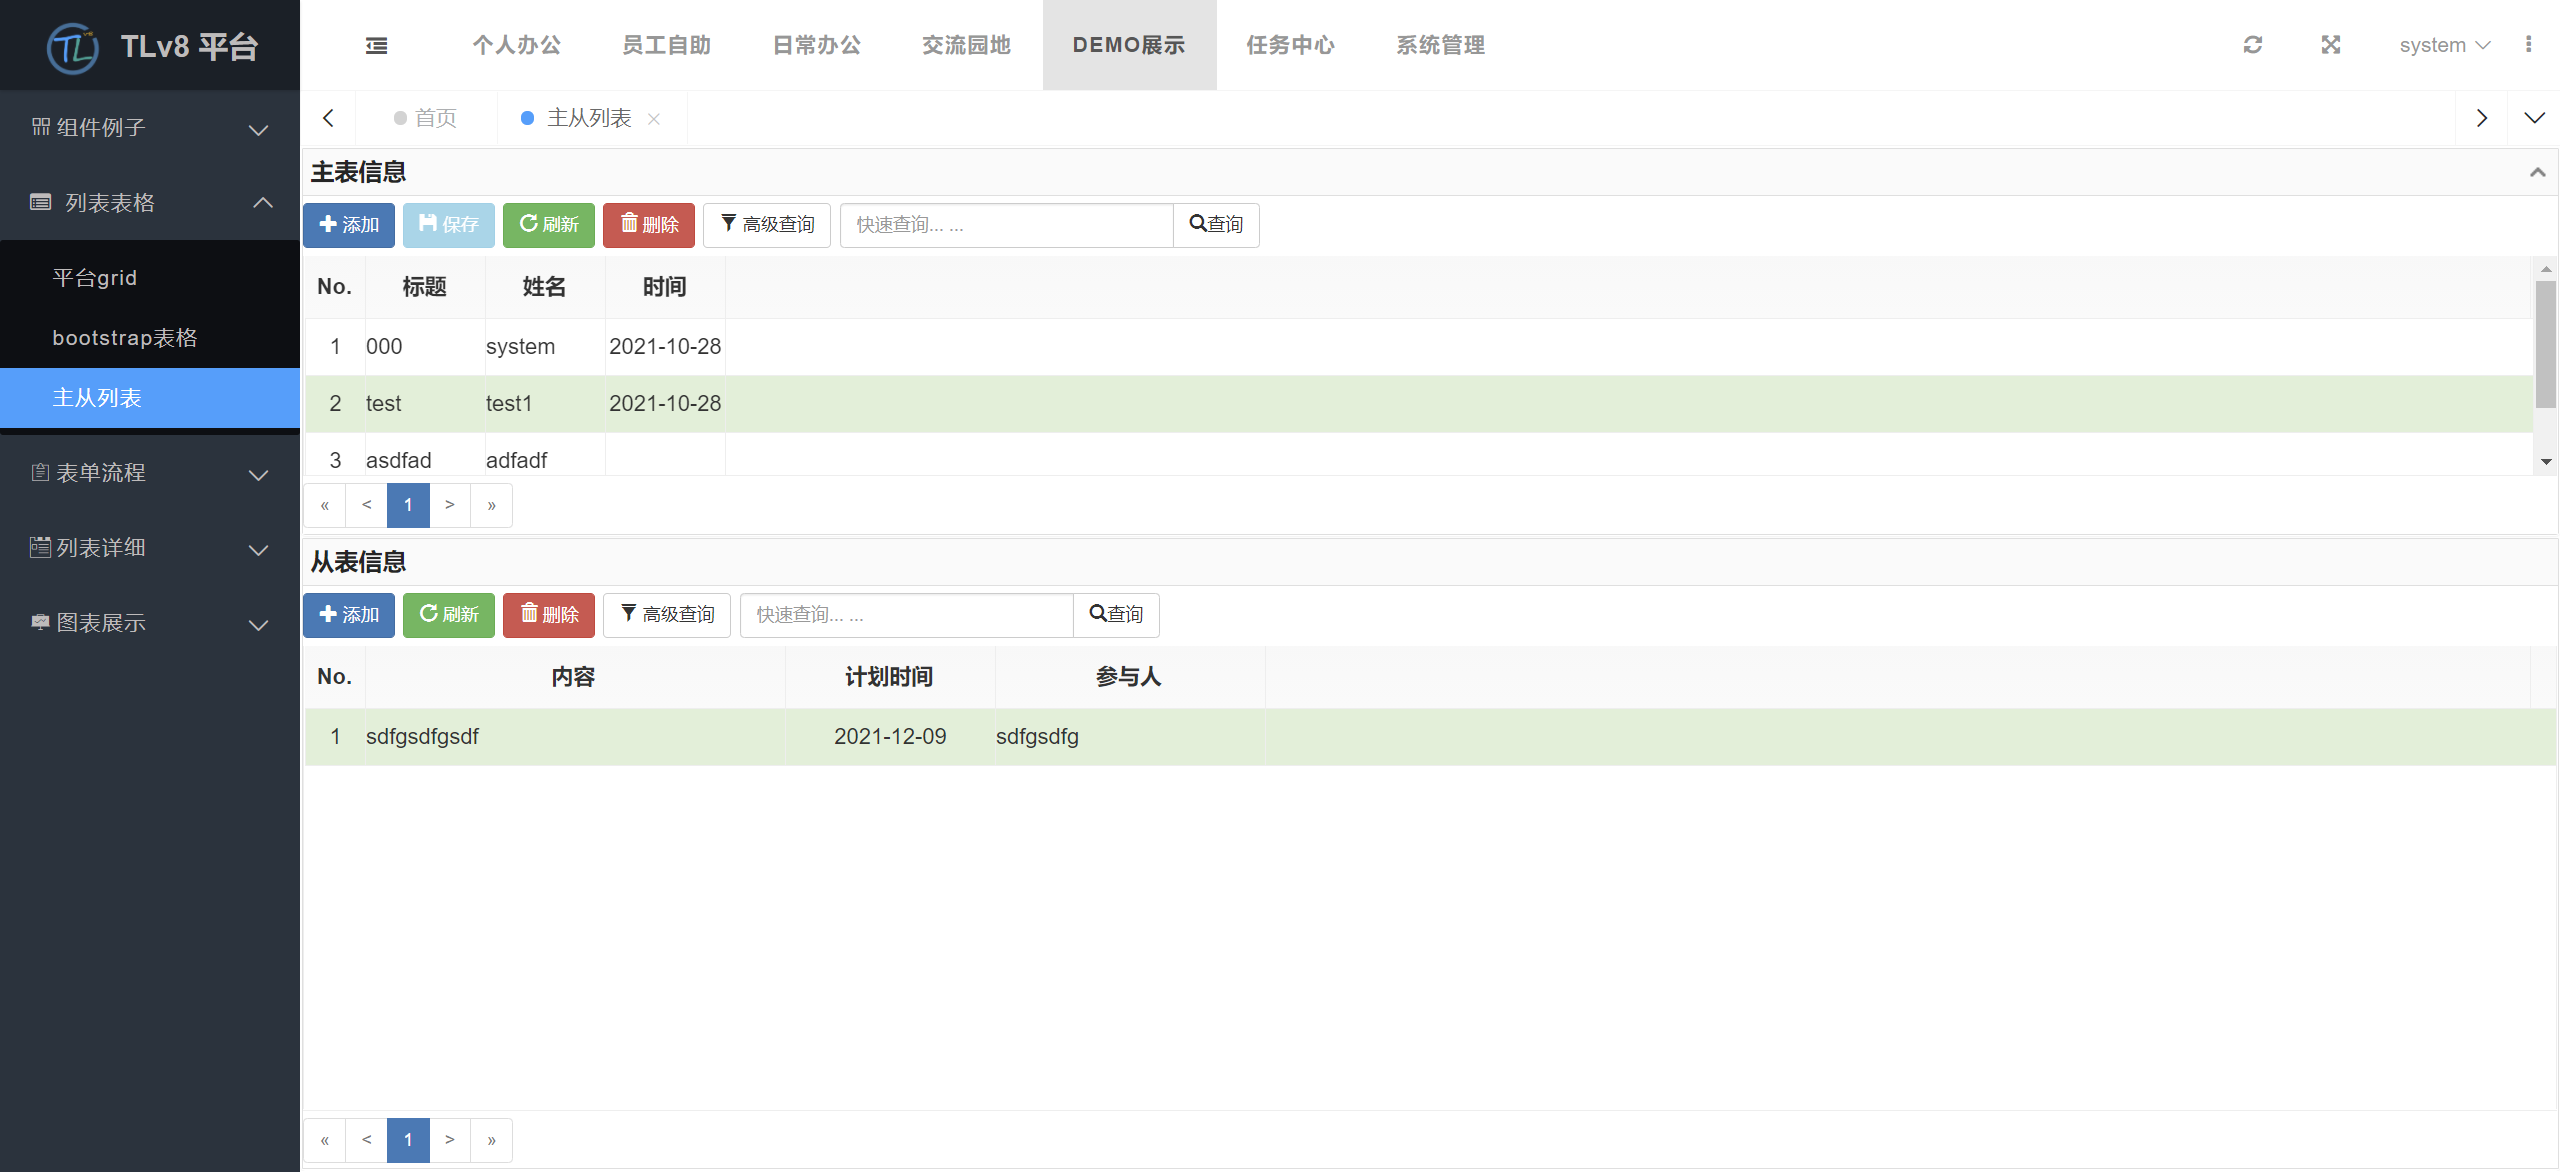 TLv8 平台
个人办公 员工自助 日常办公 交流园地 DEMO展示 任务中心 系统管理 system
组件例子
列表表格
平台grid
bootstrap表格
主从列表
表单流程
列表详细
图表展示
首页 主从列表
主表信息
添加 保存 刷新 删除 高级查询 快速查询... ... 查询
No. 标题 姓名 时间
1 000 system 2021-10-28
2 test test1 2021-10-28
3 asdfad adfadf
« < 1 > »
从表信息
添加 刷新 删除 高级查询 快速查询... ... 查询
No. 内容 计划时间 参与人
1 sdfgsdfgsdf 2021-12-09 sdfgsdfg
« < 1 > »